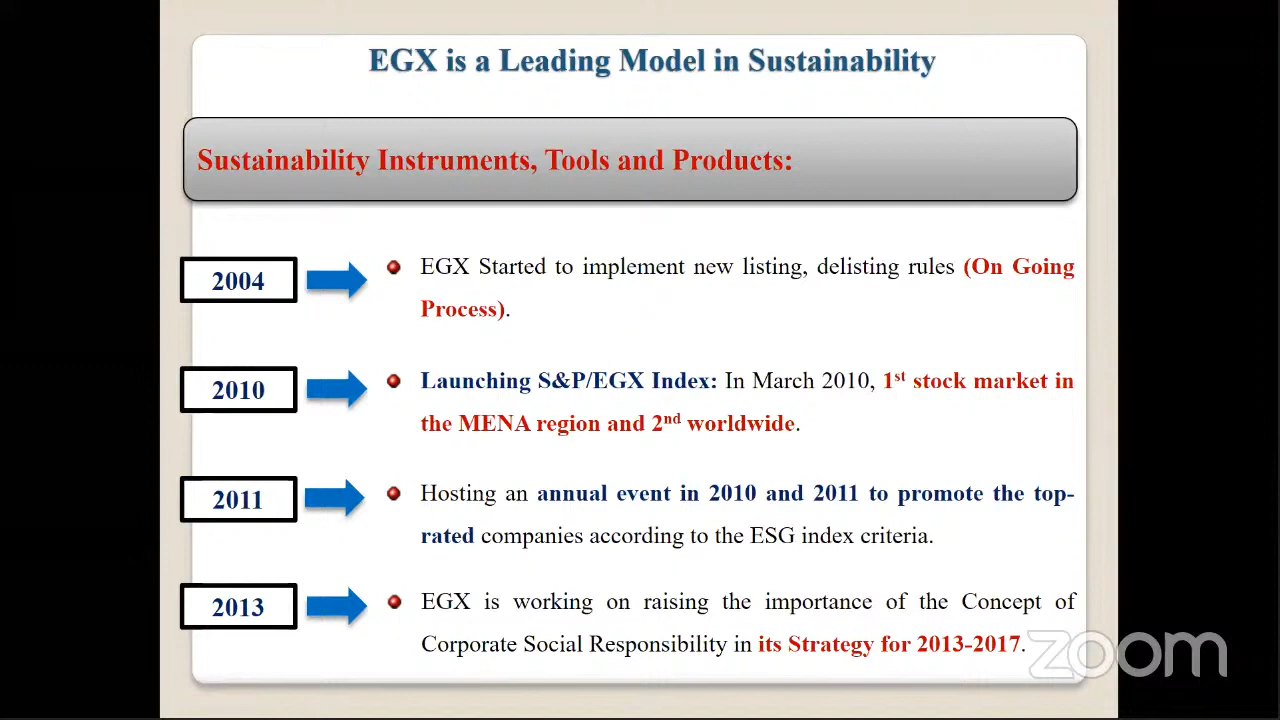 EGX is a Leading Model in Sustainability
Sustainability Instruments, Tools and Products:
2004
EGX Started to implement new listing, delisting rules (On Going
Process).
2010
Launching S&P/EGX Index: In March 2010, 1st stock market in
the MENA region and 2nd worldwide.
2011
Hosting an annual event in 2010 and 2011 to promote the top-
rated companies according to the ESG index criteria.
2013
EGX is working on raising the importance of the Concept of
Corporate Social Responsibility in its Strategy for 2013-2017.
zoom